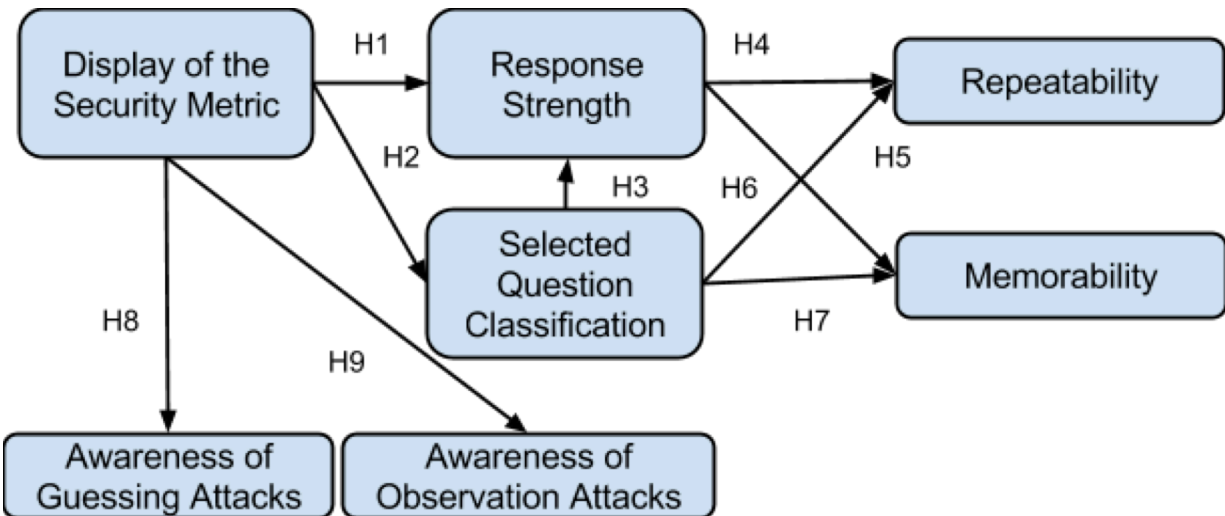 Display of the
Security Metric
H1
Response
Strength
H4
Repeatability
H2
H3
H6
H5
Selected
Question
Classification
Memorability
H7
H8
H9
Awareness of
Guessing Attacks
Awareness of
Observation Attacks